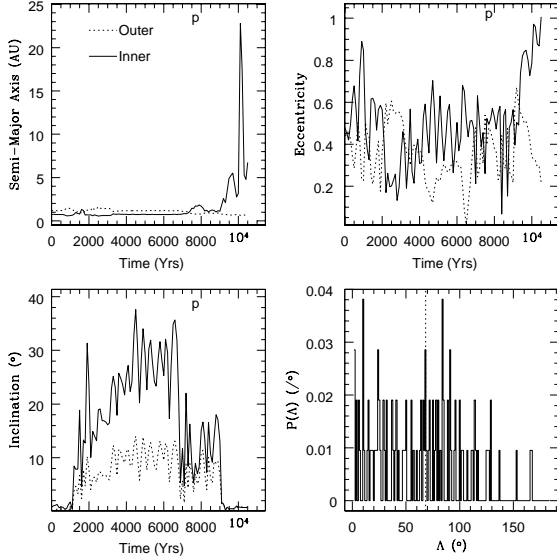 p
Outer
Inner
Semi-Major Axis (AU)
25
20
15
10
5
0
0 2000 4000 6000 8000 10⁴
Time (Yrs)
p
Eccentricity
1
0.8
0.6
0.4
0.2
0 2000 4000 6000 8000 10⁴
Time (Yrs)
p
Inclination (°)
40
30
20
10
0 2000 4000 6000 8000 10⁴
Time (Yrs)
P(Λ) (/°)
0.04
0.03
0.02
0.01
0
0 50 100 150
Λ (°)